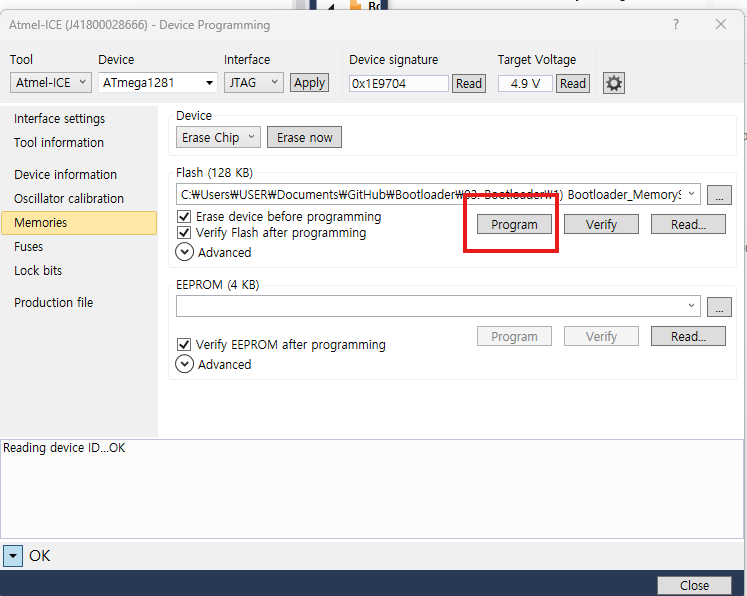 Atmel-ICE (J41800028666) - Device Programming
Tool Device Interface Device signature Target Voltage
Atmel-ICE ATmega1281 JTAG Apply 0x1E9704 Read 4.9 V Read
Interface settings
Tool information
Device information
Oscillator calibration
Memories
Fuses
Lock bits
Production file
Device
Erase Chip Erase now
Flash (128 KB)
C:₩Users₩USER₩Documents₩GitHub₩Bootloader₩03. Bootloader₩1) Bootloader_MemoryS ...
Erase device before programming
Verify Flash after programming
Program Verify Read...
Advanced
EEPROM (4 KB)
...
Program Verify Read...
Verify EEPROM after programming
Advanced
Reading device ID...OK
OK
Close